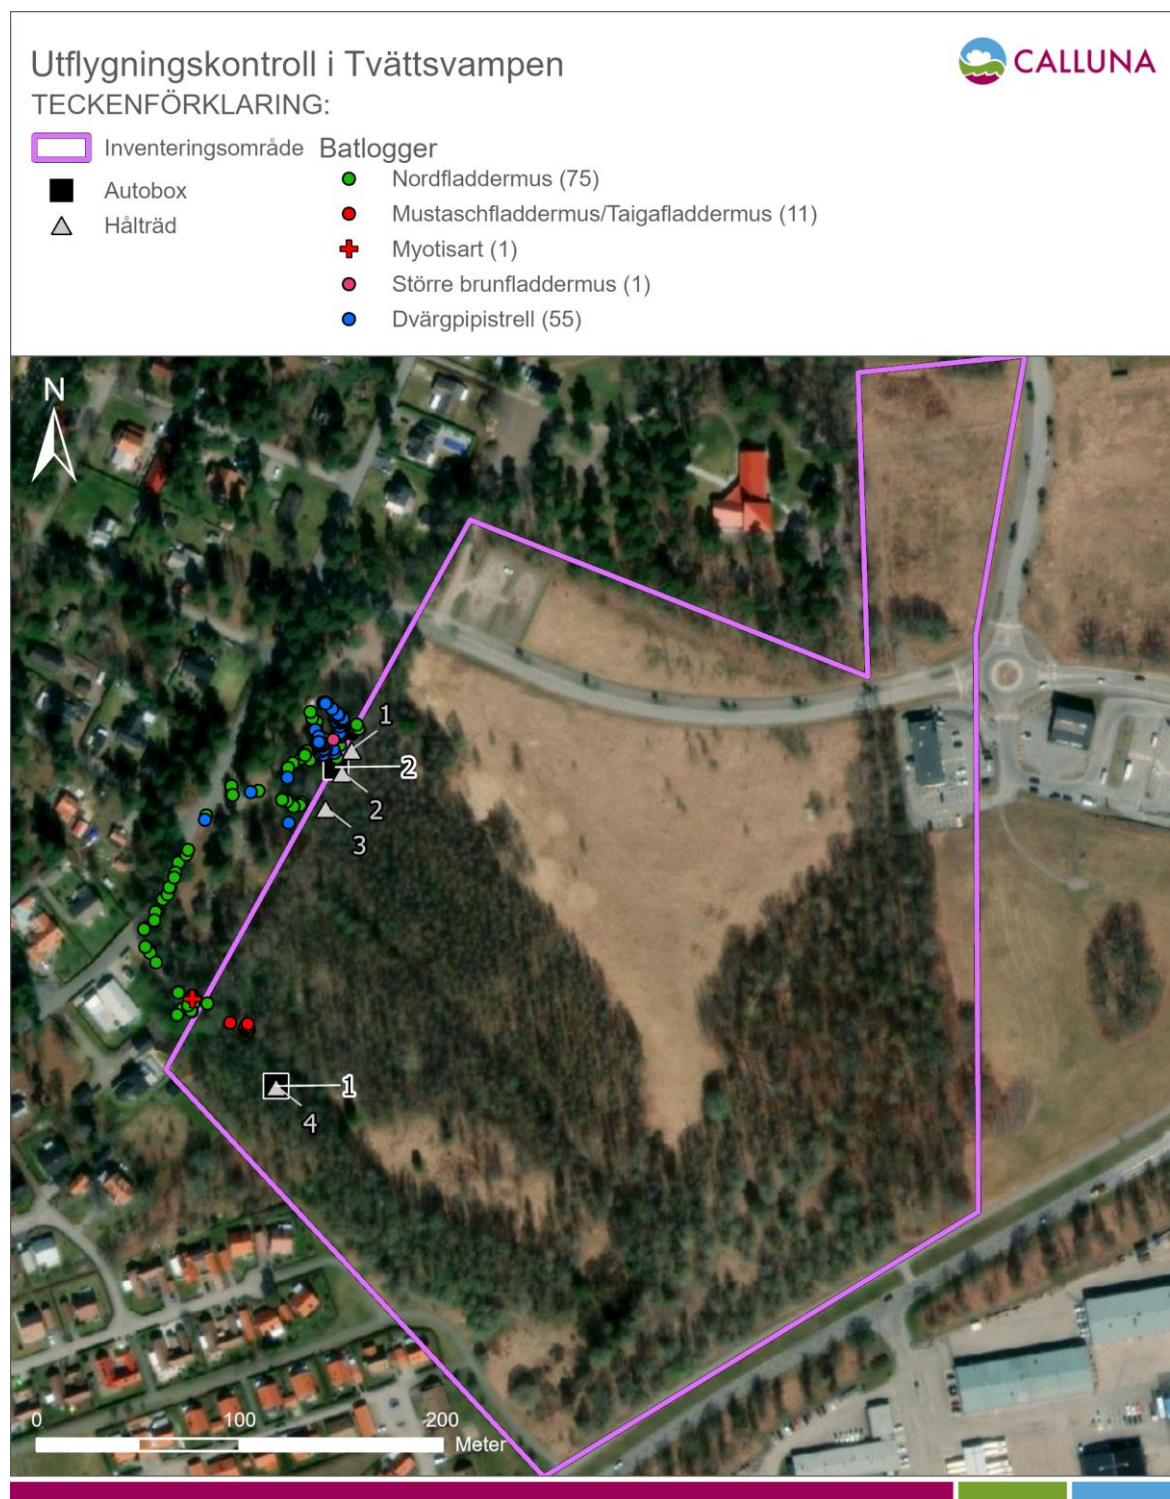 Utflygningskontroll i Tvättsvampen
CALLUNA
TECKENFÖRKLARING:
Inventeringsområde
Autobox
Hålträd
Batlogger
Nordfladdermus (75)
Mustaschfladdermus/Taigafladdermus (11)
Myotisart (1)
Större brunfladdermus (1)
Dvärgpipistrell (55)
N
1
2
2
3
1
4
0 100 200
Meter